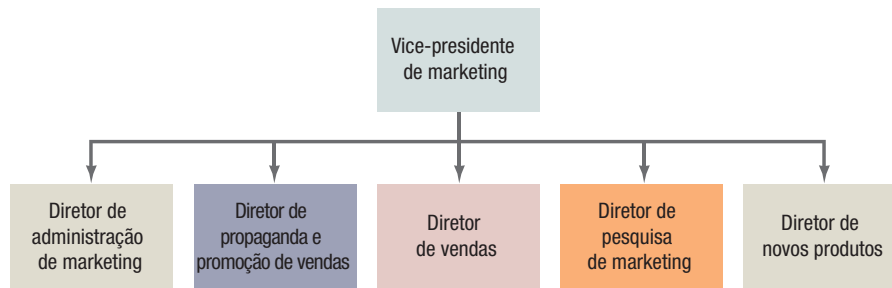 Vice-presidente
de marketing
Diretor de
administração
de marketing
Diretor de
propaganda e
promoção de vendas
Diretor
de vendas
Diretor de
pesquisa
de marketing
Diretor de
novos produtos